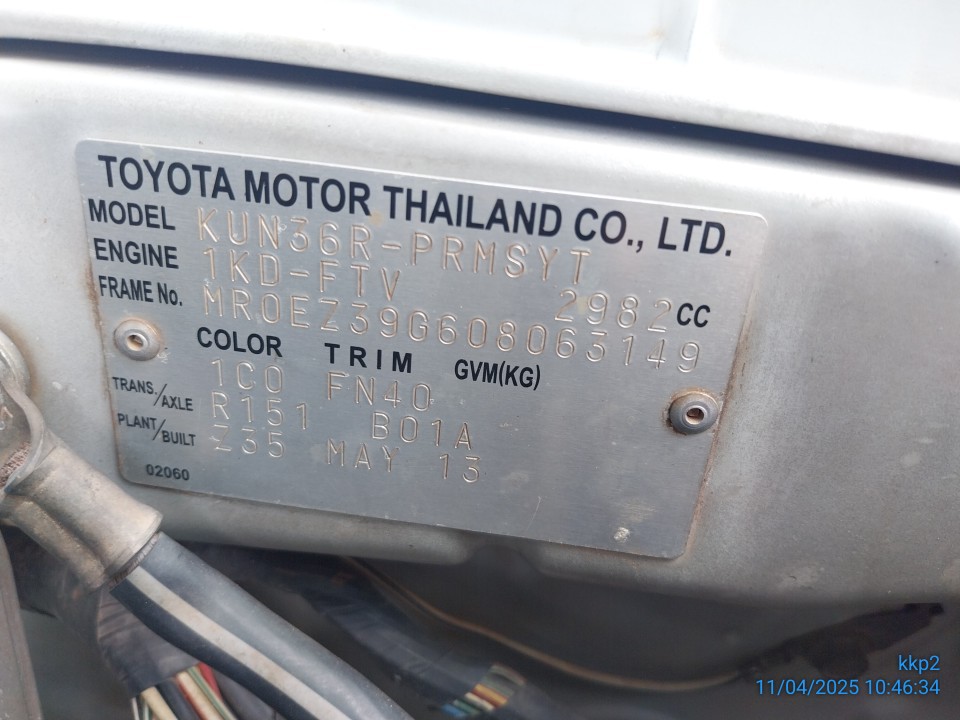 TOYOTA MOTOR THAILAND CO., LTD.
MODEL KUN36R-PRMSYT
ENGINE 1KD-FTV 2982 CC
FRAME No. MR0EZ39G608063149
COLOR TRIM GVM(KG)
1C0 FN40
TRANS./AXLE R151 B01A
PLANT/BUILT Z35 MAY 13
02060
kkp2
11/04/2025 10:46:34